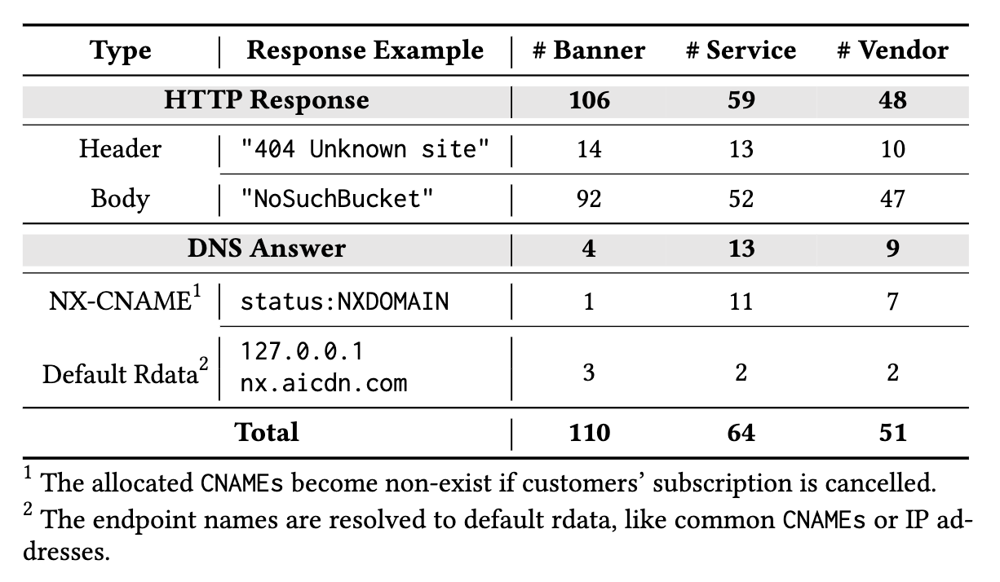 Type Response Example # Banner # Service # Vendor
HTTP Response 106 59 48
Header "404 Unknown site" 14 13 10
Body "NoSuchBucket" 92 52 47
DNS Answer 4 13 9
NX-CNAME1 status:NXDOMAIN 1 11 7
127.0.0.1
Default Rdata2 3 2 2
nx.aicdn.com
Total 110 64 51
1 The allocated CNAMEs become non-exist if customers’ subscription is cancelled.
2 The endpoint names are resolved to default rdata, like common CNAMEs or IP ad-
dresses.